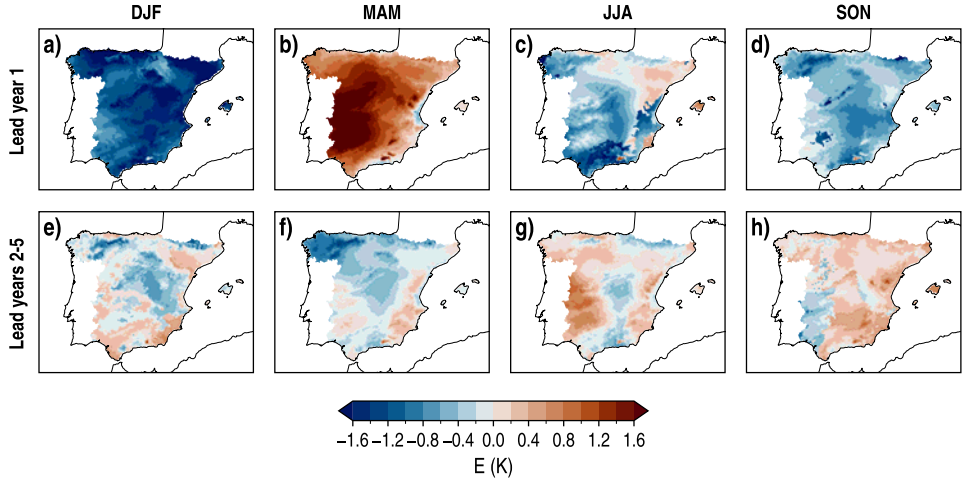 DJF MAM JJA SON
Lead year 1
a) b) c) d)
Lead years 2-5
e) f) g) h)
−1.6 −1.2 −0.8 −0.4 0.0 0.4 0.8 1.2 1.6
E (K)